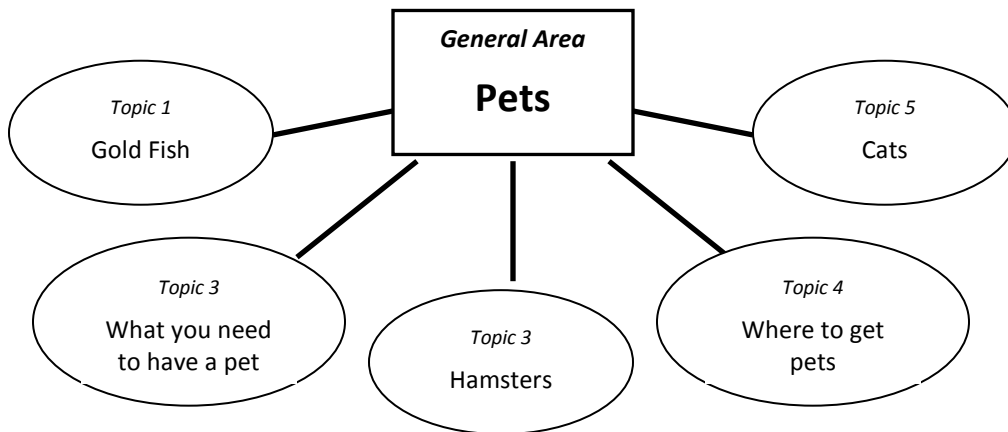 General Area
Pets
Topic 1
Gold Fish
Topic 5
Cats
Topic 3
What you need
to have a pet
Topic 3
Hamsters
Topic 4
Where to get
pets